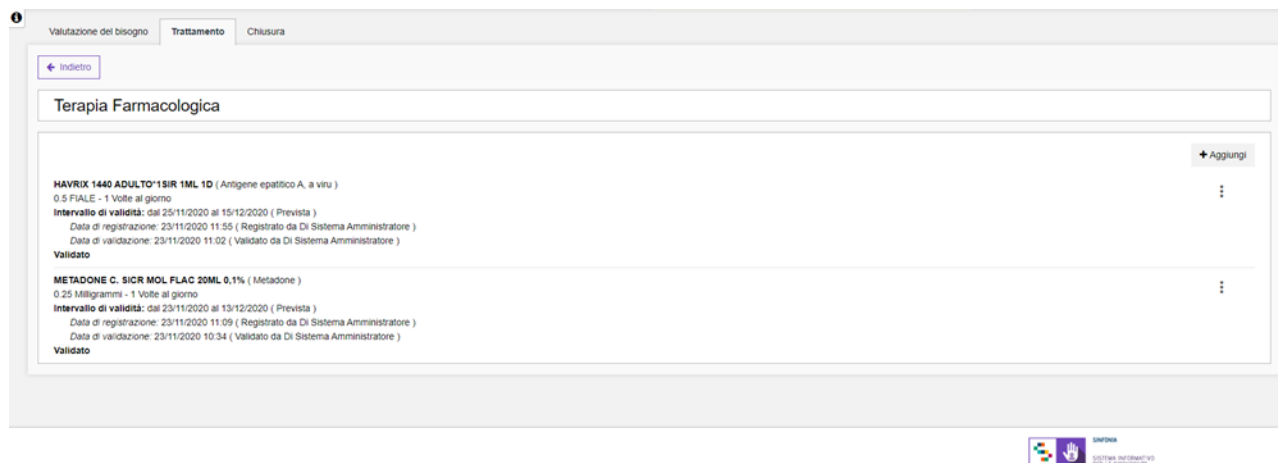 Valutazione del bisogno Trattamento Chiusura
Indietro
Terapia Farmacologica
+ Aggiungi
HAVRIX 1440 ADULTO*1SIR 1ML 1D ( Antigene epatitico A, a viru )
0.5 FIALE - 1 Volte al giorno
Intervallo di validità: dal 25/11/2020 al 15/12/2020 ( Prevista )
Data di registrazione: 23/11/2020 11:55 ( Registrato da Di Sistema Amministratore )
Data di validazione: 23/11/2020 11:02 ( Validato da Di Sistema Amministratore )
Validato
METADONE C. SICR MOL FLAC 20ML 0,1% ( Metadone )
0.25 Milligrammi - 1 Volte al giorno
Intervallo di validità: dal 23/11/2020 al 13/12/2020 ( Prevista )
Data di registrazione: 23/11/2020 11:09 ( Registrato da Di Sistema Amministratore )
Data di validazione: 23/11/2020 10:34 ( Validato da Di Sistema Amministratore )
Validato
SINFONIA
SISTEMA INFORMATIVO